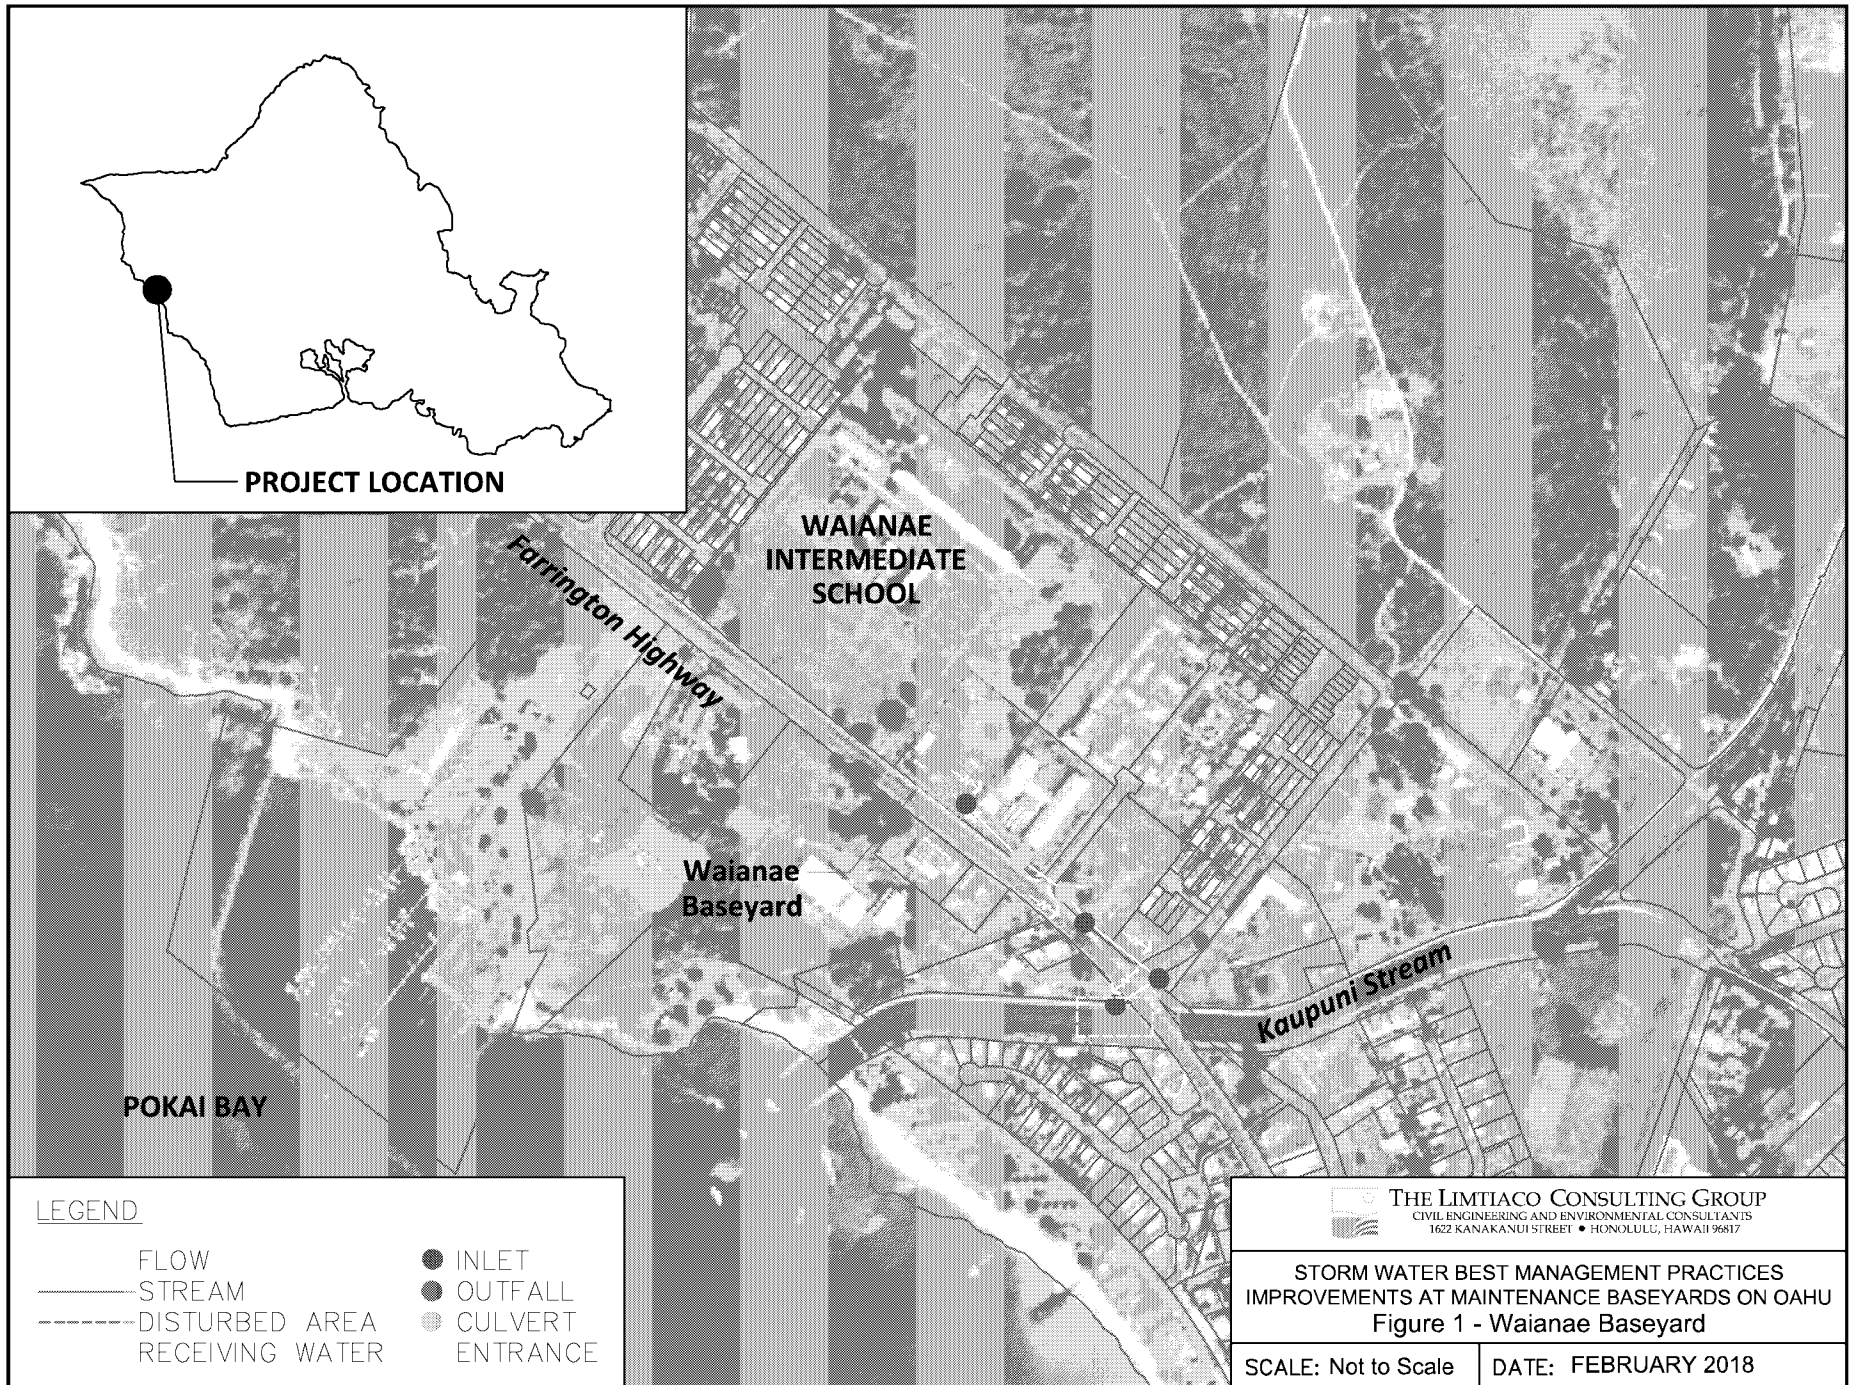 PROJECT LOCATION
WAIANAE
INTERMEDIATE
SCHOOL
Farrington Highway
Waianae
Baseyard
Kaupuni Stream
POKAI BAY
LEGEND
FLOW
STREAM
DISTURBED AREA
RECEIVING WATER
INLET
OUTFALL
CULVERT
ENTRANCE
THE LIMTIACO CONSULTING GROUP
CIVIL ENGINEERING AND ENVIRONMENTAL CONSULTANTS
1622 KANAKANUI STREET ● HONOLULU, HAWAII 96817
STORM WATER BEST MANAGEMENT PRACTICES
IMPROVEMENTS AT MAINTENANCE BASEYARDS ON OAHU
Figure 1 - Waianae Baseyard
SCALE: Not to Scale
DATE: FEBRUARY 2018